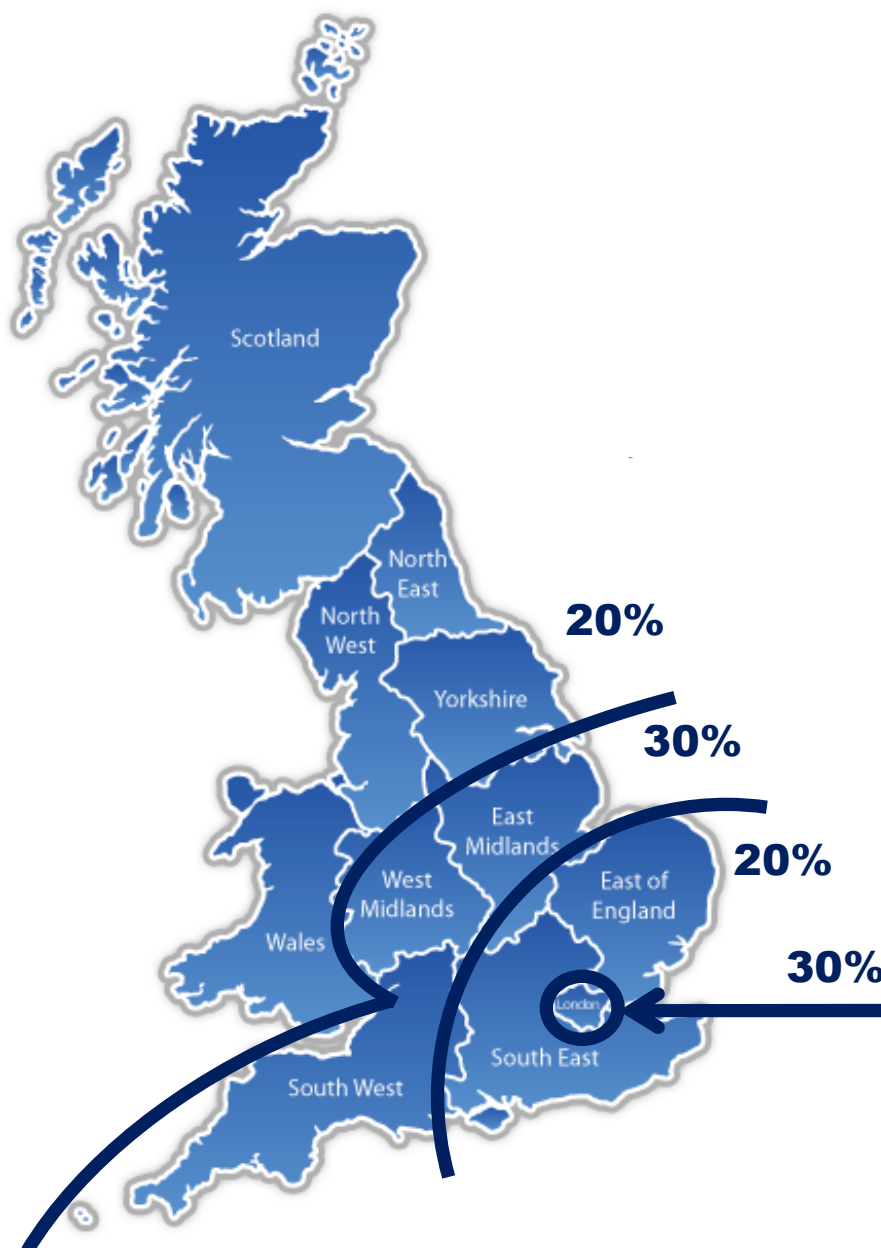 Scotland
North
East
North
West
20%
Yorkshire
30%
East
Midlands
20%
West
Midlands
East of
England
Wales
30%
London
South East
South West